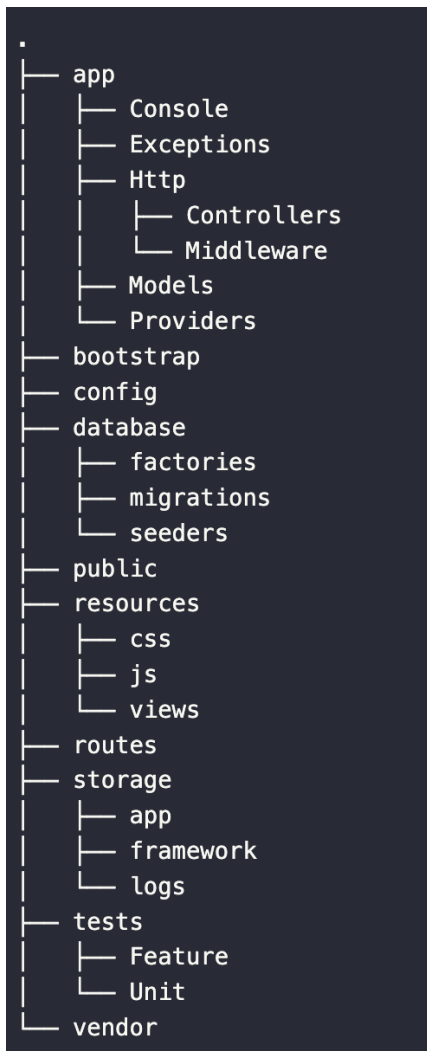 .
├── app
│   ├── Console
│   ├── Exceptions
│   ├── Http
│   │   ├── Controllers
│   │   └── Middleware
│   ├── Models
│   └── Providers
├── bootstrap
├── config
├── database
│   ├── factories
│   ├── migrations
│   └── seeders
├── public
├── resources
│   ├── css
│   ├── js
│   └── views
├── routes
├── storage
│   ├── app
│   ├── framework
│   └── logs
├── tests
│   ├── Feature
│   └── Unit
└── vendor